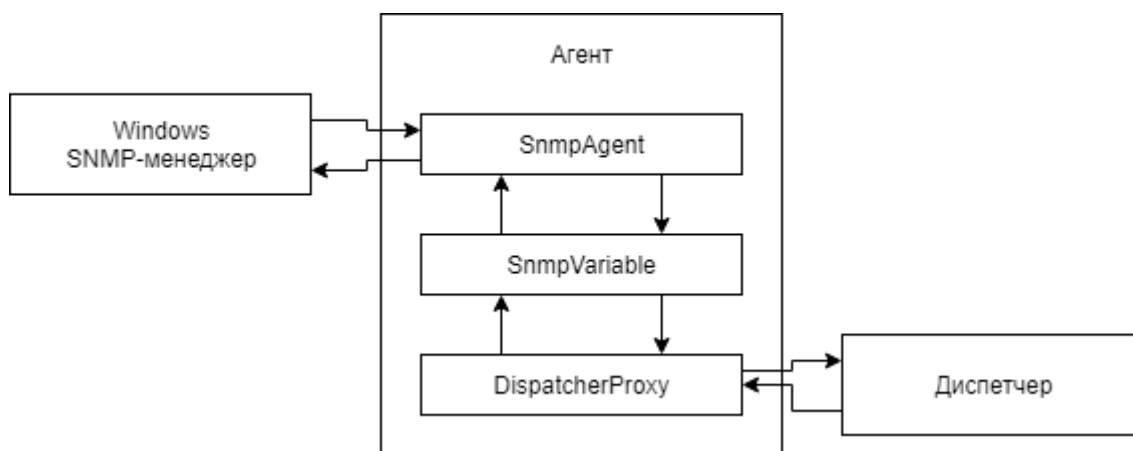 Агент
Windows
SNMP-менеджер
SnmpAgent
SnmpVariable
DispatcherProxy
Диспетчер